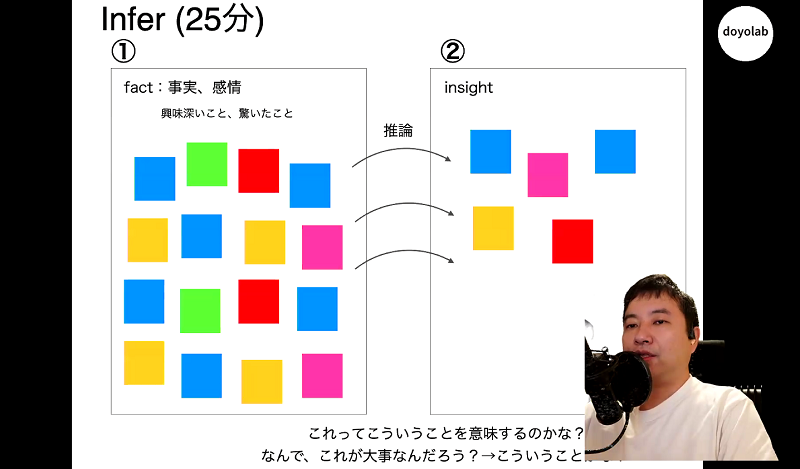 Infer (25分)
doyolab
①
②
fact：事実、感情
興味深いこと、驚いたこと
insight
推論
これってこういうことを意味するのかな？
なんで、これが大事なんだろう？→こういうこと